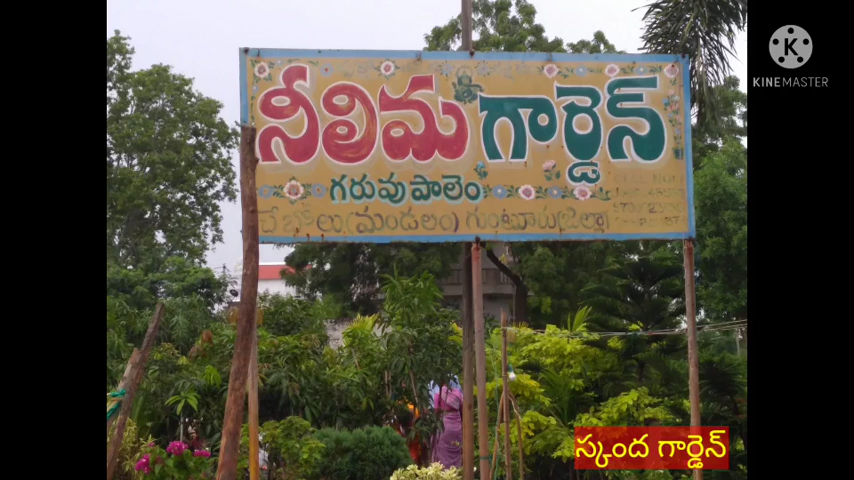 KINEMASTER
నీలిమ గార్డెన్
గరువుపాలెం
చేబ్రోలు(మండలం) గుంటూరు(జిల్లా)
స్కంద గార్డెన్